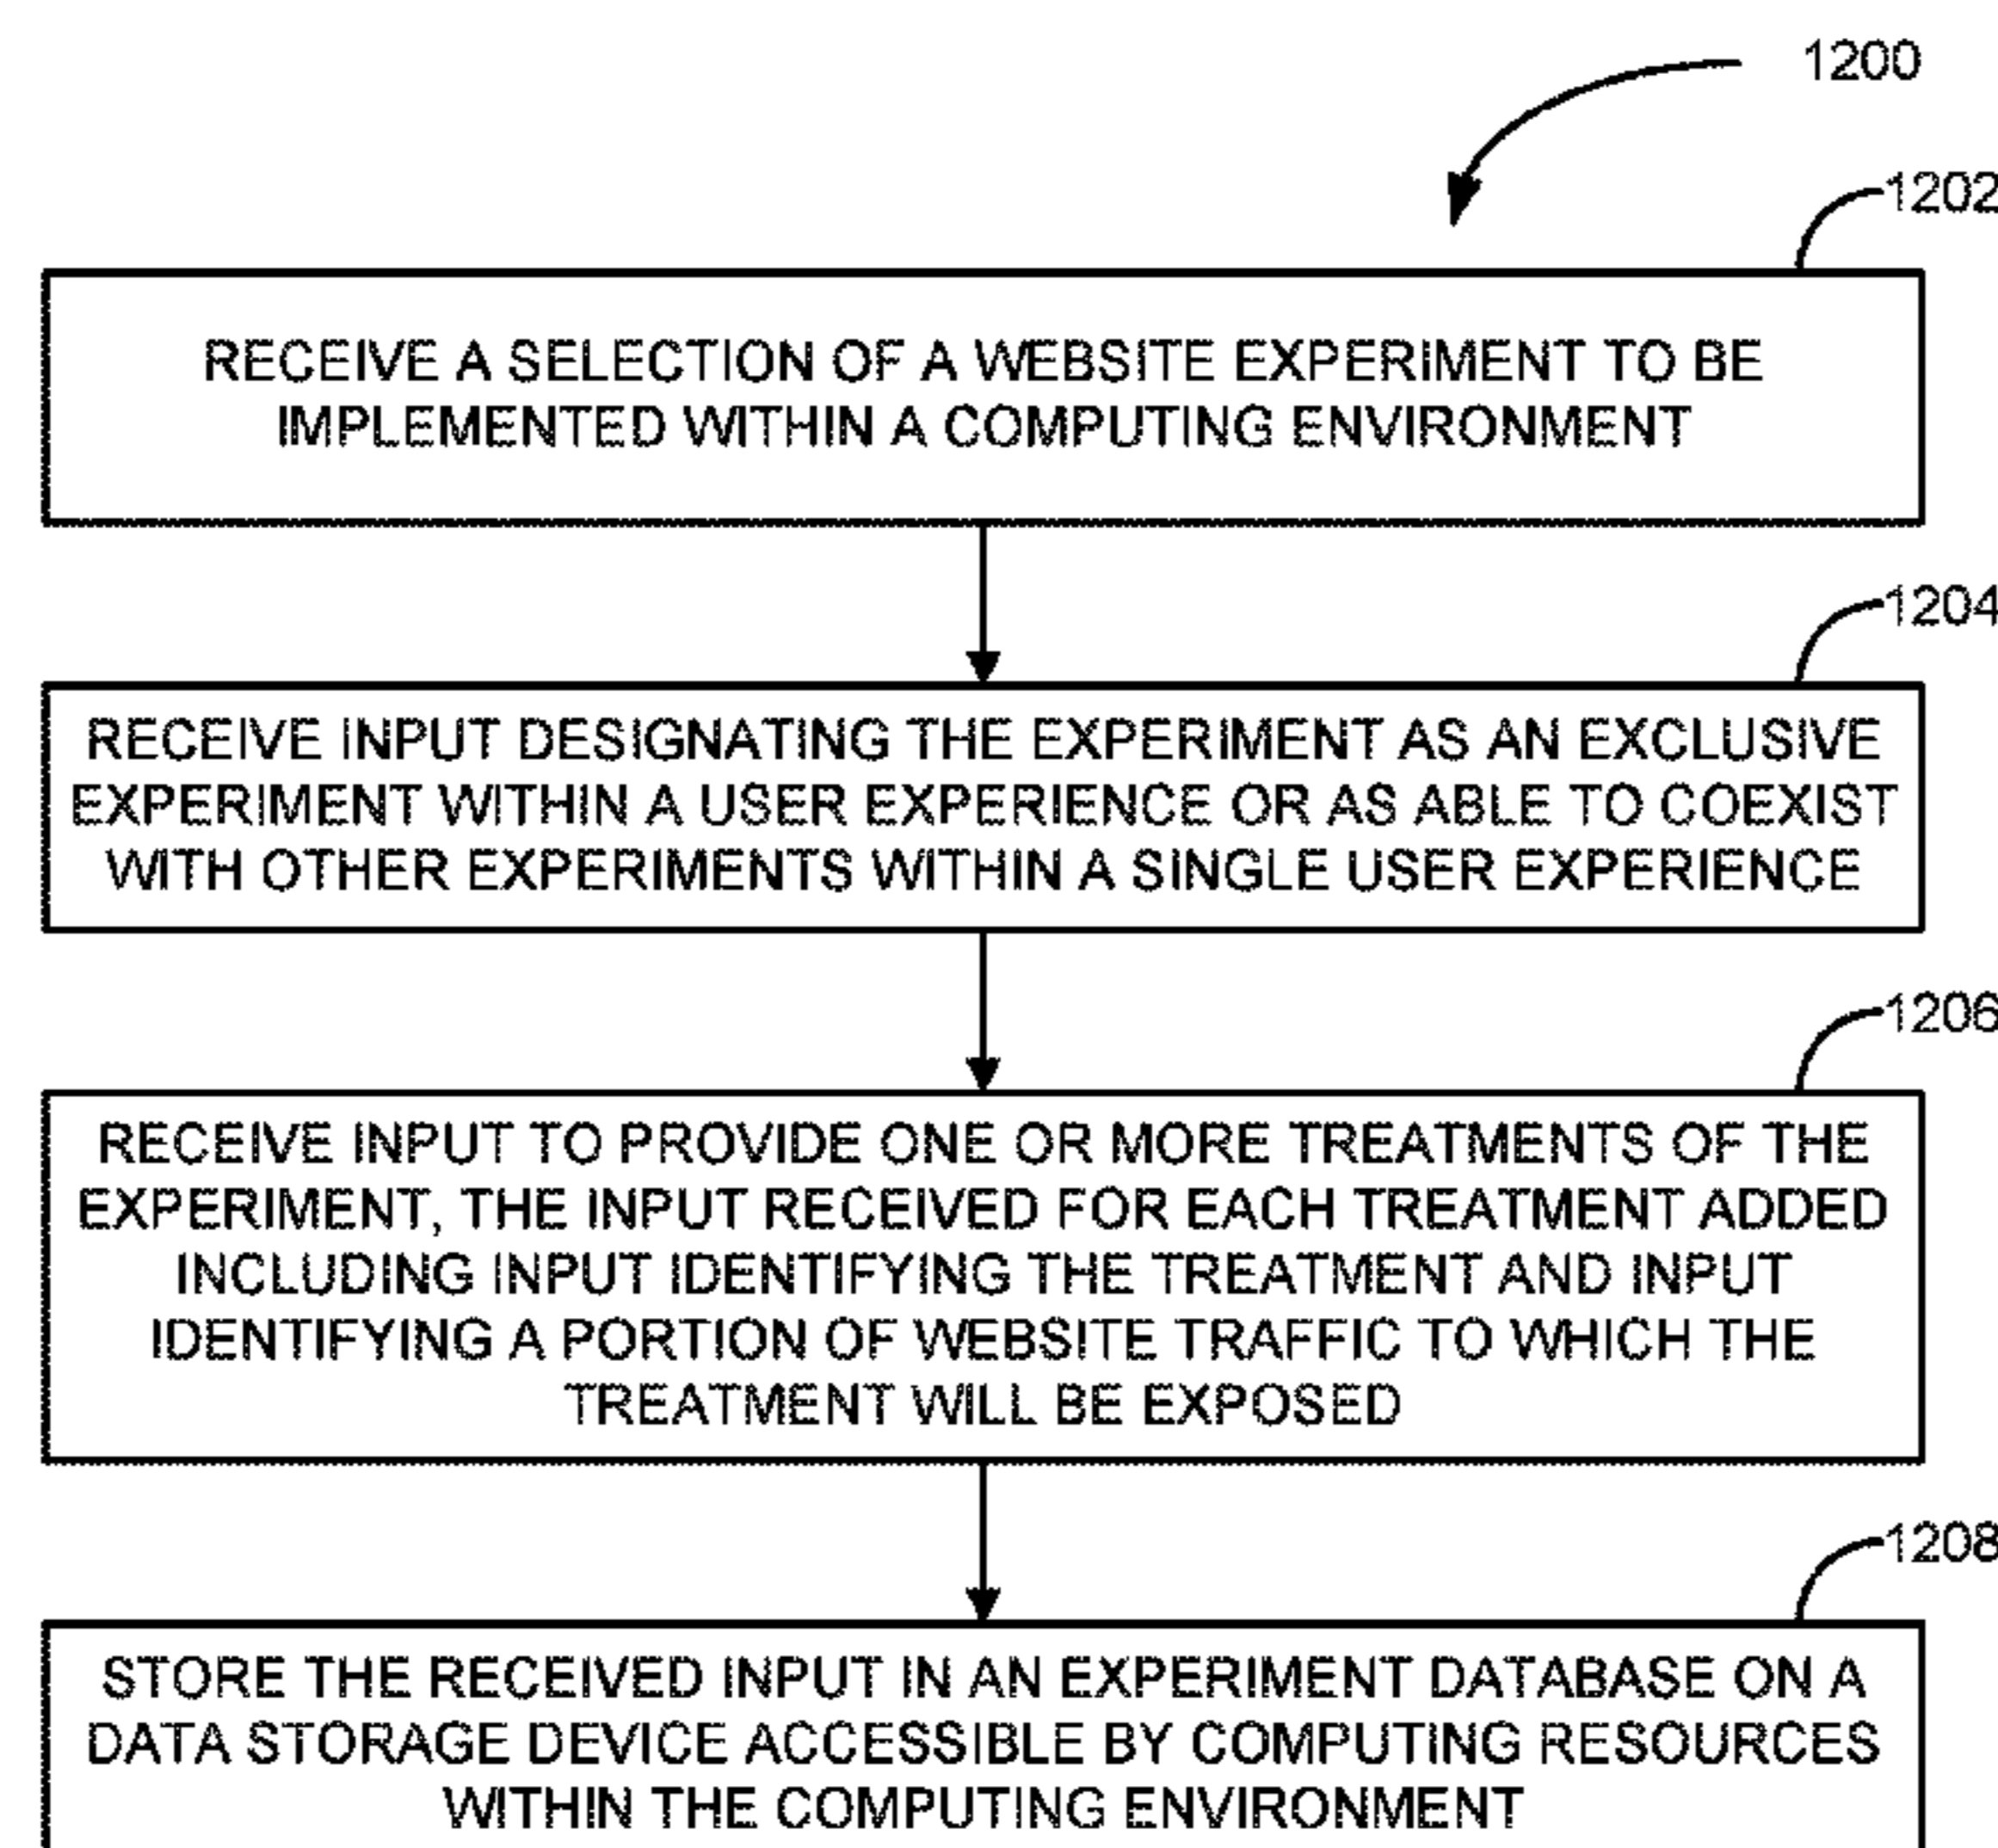 1200
1202
RECEIVE A SELECTION OF A WEBSITE EXPERIMENT TO BE
IMPLEMENTED WITHIN A COMPUTING ENVIRONMENT
1204
RECEIVE INPUT DESIGNATING THE EXPERIMENT AS AN EXCLUSIVE
EXPERIMENT WITHIN A USER EXPERIENCE OR AS ABLE TO COEXIST
WITH OTHER EXPERIMENTS WITHIN A SINGLE USER EXPERIENCE
1206
RECEIVE INPUT TO PROVIDE ONE OR MORE TREATMENTS OF THE
EXPERIMENT, THE INPUT RECEIVED FOR EACH TREATMENT ADDED
INCLUDING INPUT IDENTIFYING THE TREATMENT AND INPUT
IDENTIFYING A PORTION OF WEBSITE TRAFFIC TO WHICH THE
TREATMENT WILL BE EXPOSED
1208
STORE THE RECEIVED INPUT IN AN EXPERIMENT DATABASE ON A
DATA STORAGE DEVICE ACCESSIBLE BY COMPUTING RESOURCES
WITHIN THE COMPUTING ENVIRONMENT